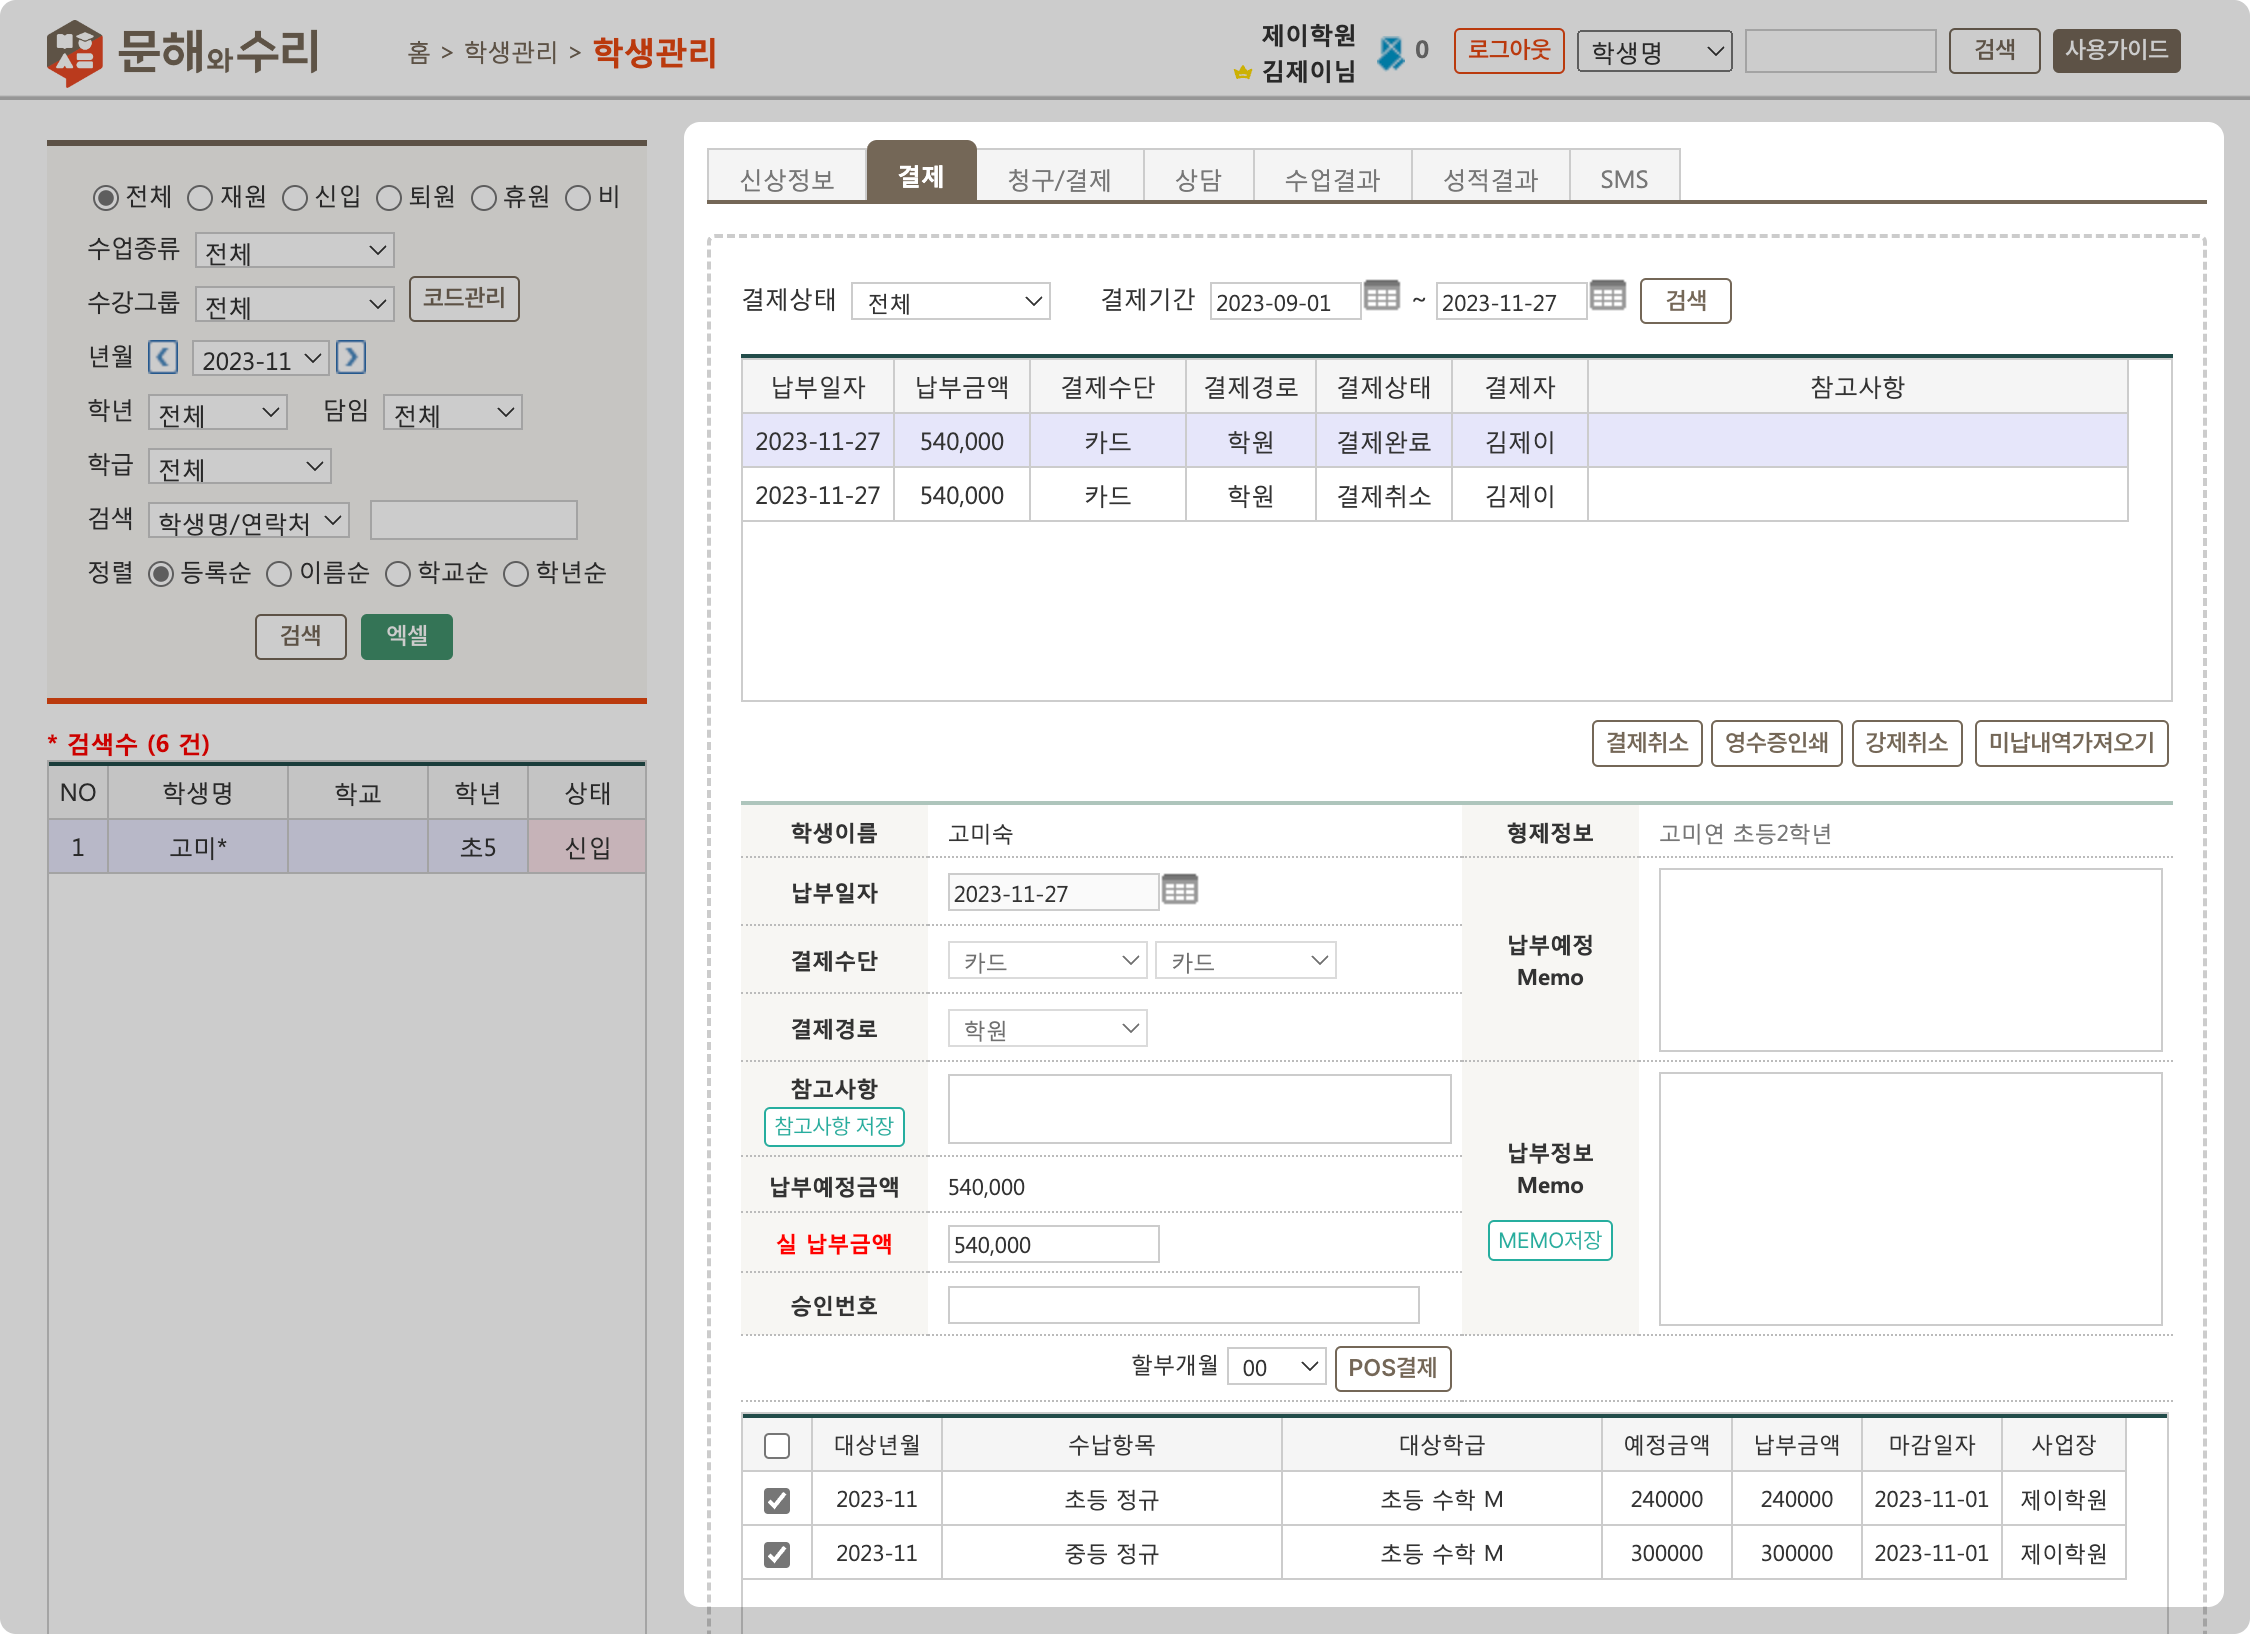 문해와수리
홈 > 학생관리 > 학생관리
제이학원
김제이님
0
로그아웃
학생명
검색
사용가이드
전체 재원 신입 퇴원 휴원 비
수업종류 전체
수강그룹 전체 코드관리
년월 2023-11
학년 전체 담임 전체
학급 전체
검색 학생명/연락처
정렬 등록순 이름순 학교순 학년순
검색 엑셀
* 검색수 (6 건)
NO 학생명 학교 학년 상태
1 고미* 초5 신입
신상정보 결제 청구/결제 상담 수업결과 성적결과 SMS
결제상태 전체 결제기간 2023-09-01 ~ 2023-11-27 검색
납부일자 납부금액 결제수단 결제경로 결제상태 결제자 참고사항
2023-11-27 540,000 카드 학원 결제완료 김제이
2023-11-27 540,000 카드 학원 결제취소 김제이
결제취소 영수증인쇄 강제취소 미납내역가져오기
학생이름 고미숙 형제정보 고미연 초등2학년
납부일자 2023-11-27
결제수단 카드 카드
결제경로 학원
납부예정
Memo
참고사항
참고사항 저장
납부예정금액 540,000
실 납부금액 540,000
승인번호
납부정보
Memo
MEMO저장
할부개월 00 POS결제
대상년월 수납항목 대상학급 예정금액 납부금액 마감일자 사업장
2023-11 초등 정규 초등 수학 M 240000 240000 2023-11-01 제이학원
2023-11 중등 정규 초등 수학 M 300000 300000 2023-11-01 제이학원